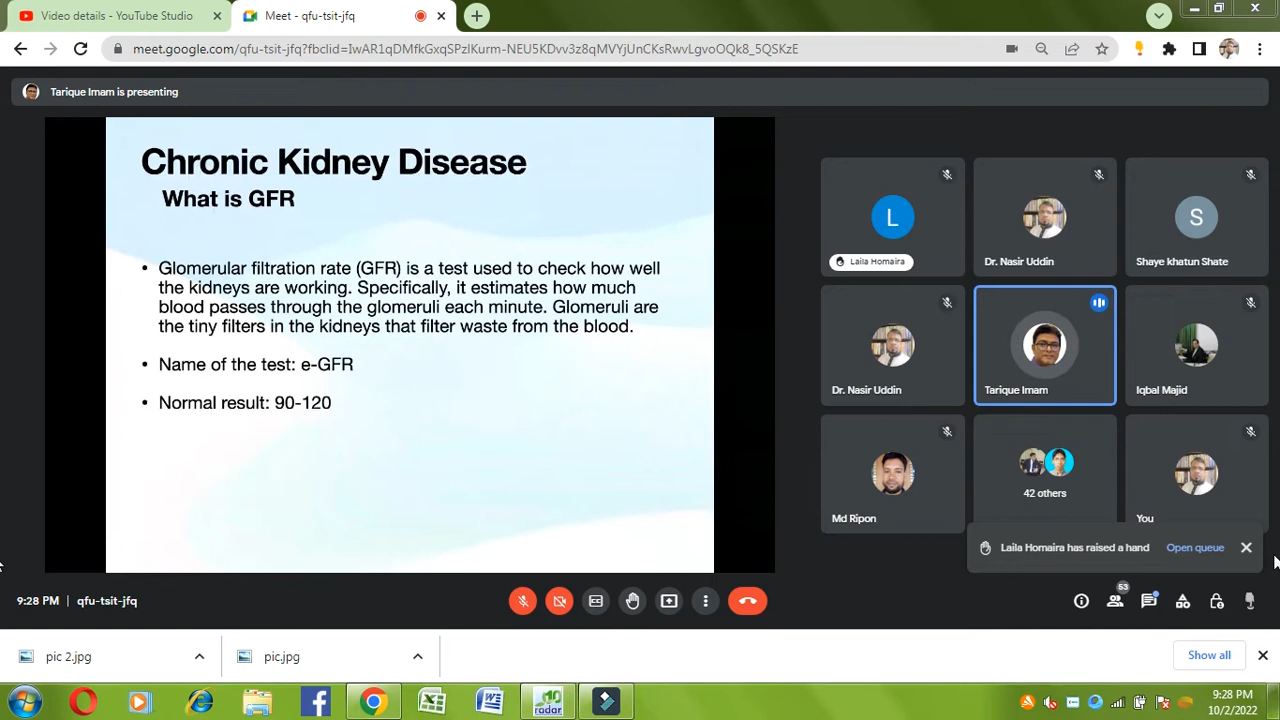 Video details - YouTube Studio
Meet - qfu-tsit-jfq
meet.google.com/qfu-tsit-jfq?fbclid=IwAR1qDMfkGxqSPzlKurm-NEU5KDvv3z8qMVYjUnCKsRwvLgvoOQk8_5QSKzE
Tarique Imam is presenting
Chronic Kidney Disease
What is GFR
• Glomerular filtration rate (GFR) is a test used to check how well
the kidneys are working. Specifically, it estimates how much
blood passes through the glomeruli each minute. Glomeruli are
the tiny filters in the kidneys that filter waste from the blood.
• Name of the test: e-GFR
• Normal result: 90-120
L
Laila Homaira
Dr. Nasir Uddin
S
Shaye khatun Shate
Dr. Nasir Uddin
Tarique Imam
Iqbal Majid
Md Ripon
42 others
You
Laila Homaira has raised a hand
Open queue
9:28 PM | qfu-tsit-jfq
53
pic 2.jpg
pic.jpg
Show all
10
radar
9:28 PM
10/2/2022